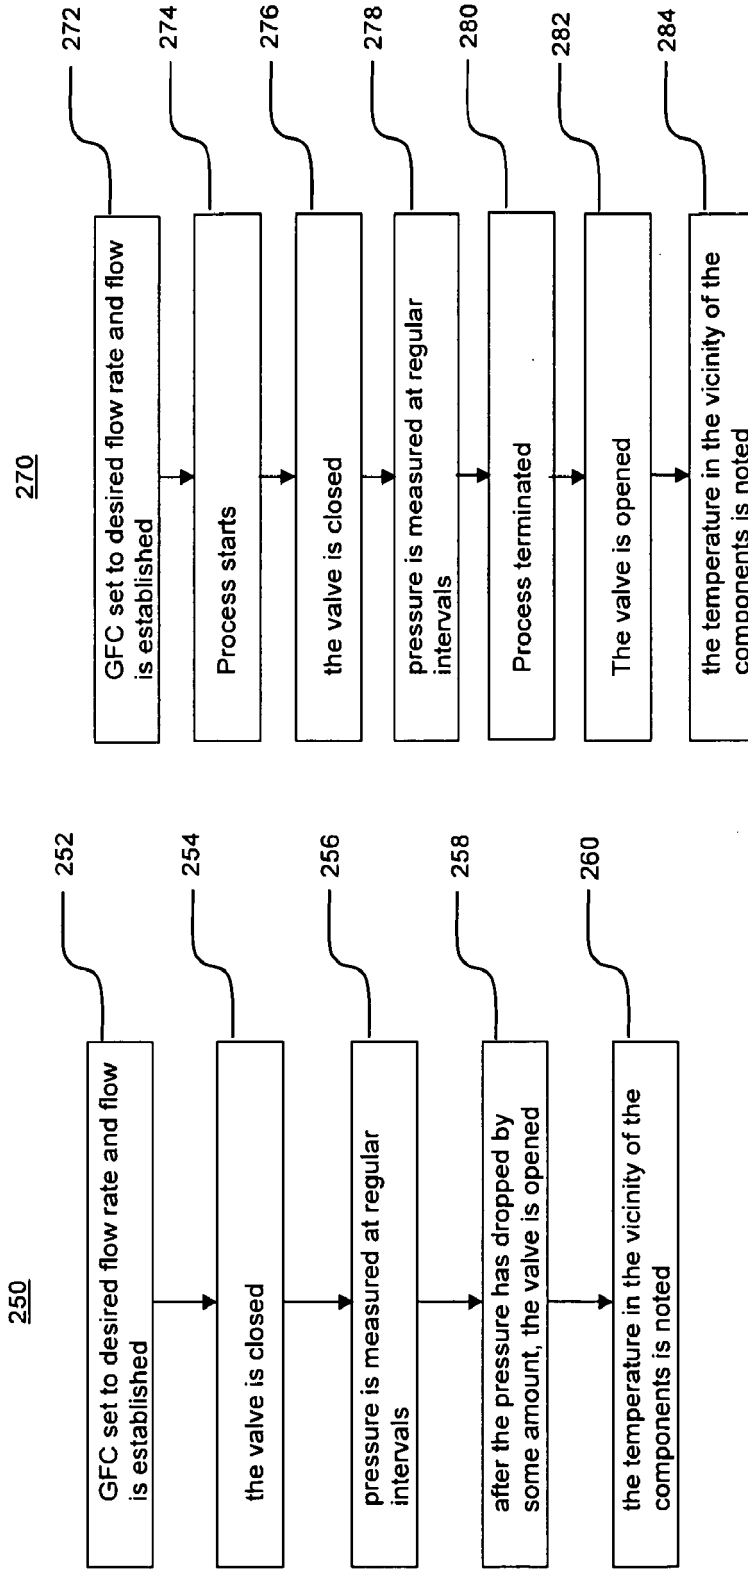 250
GFC set to desired flow rate and flow
is established
252
the valve is closed
254
pressure is measured at regular
intervals
256
after the pressure has dropped by
some amount, the valve is opened
258
the temperature in the vicinity of the
components is noted
260
270
GFC set to desired flow rate and flow
is established
272
Process starts
274
the valve is closed
276
pressure is measured at regular
intervals
278
Process terminated
280
The valve is opened
282
the temperature in the vicinity of the
components is noted
284